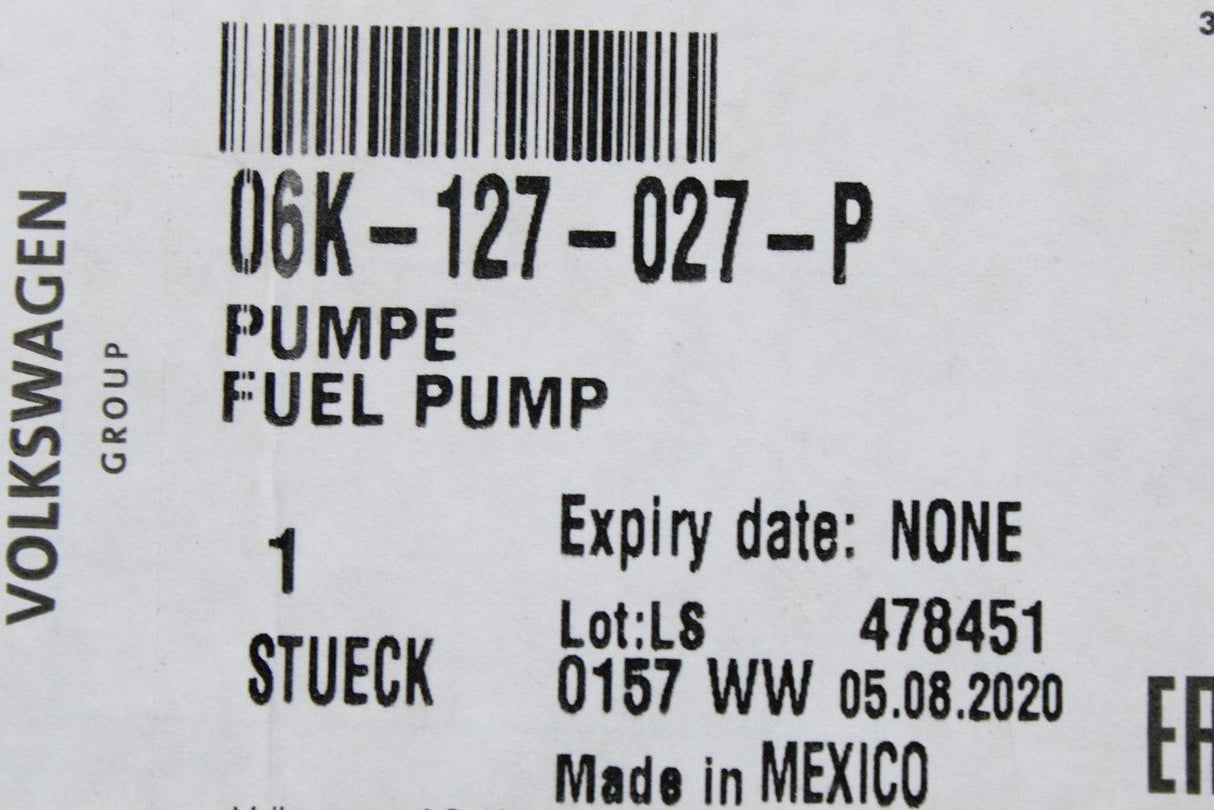 06K-127-027-P
PUMPE
FUEL PUMP
VOLKSWAGEN
GROUP
1
STUECK
Expiry date: NONE
Lot:LS 478451
0157 WW 05.08.2020
Made in MEXICO